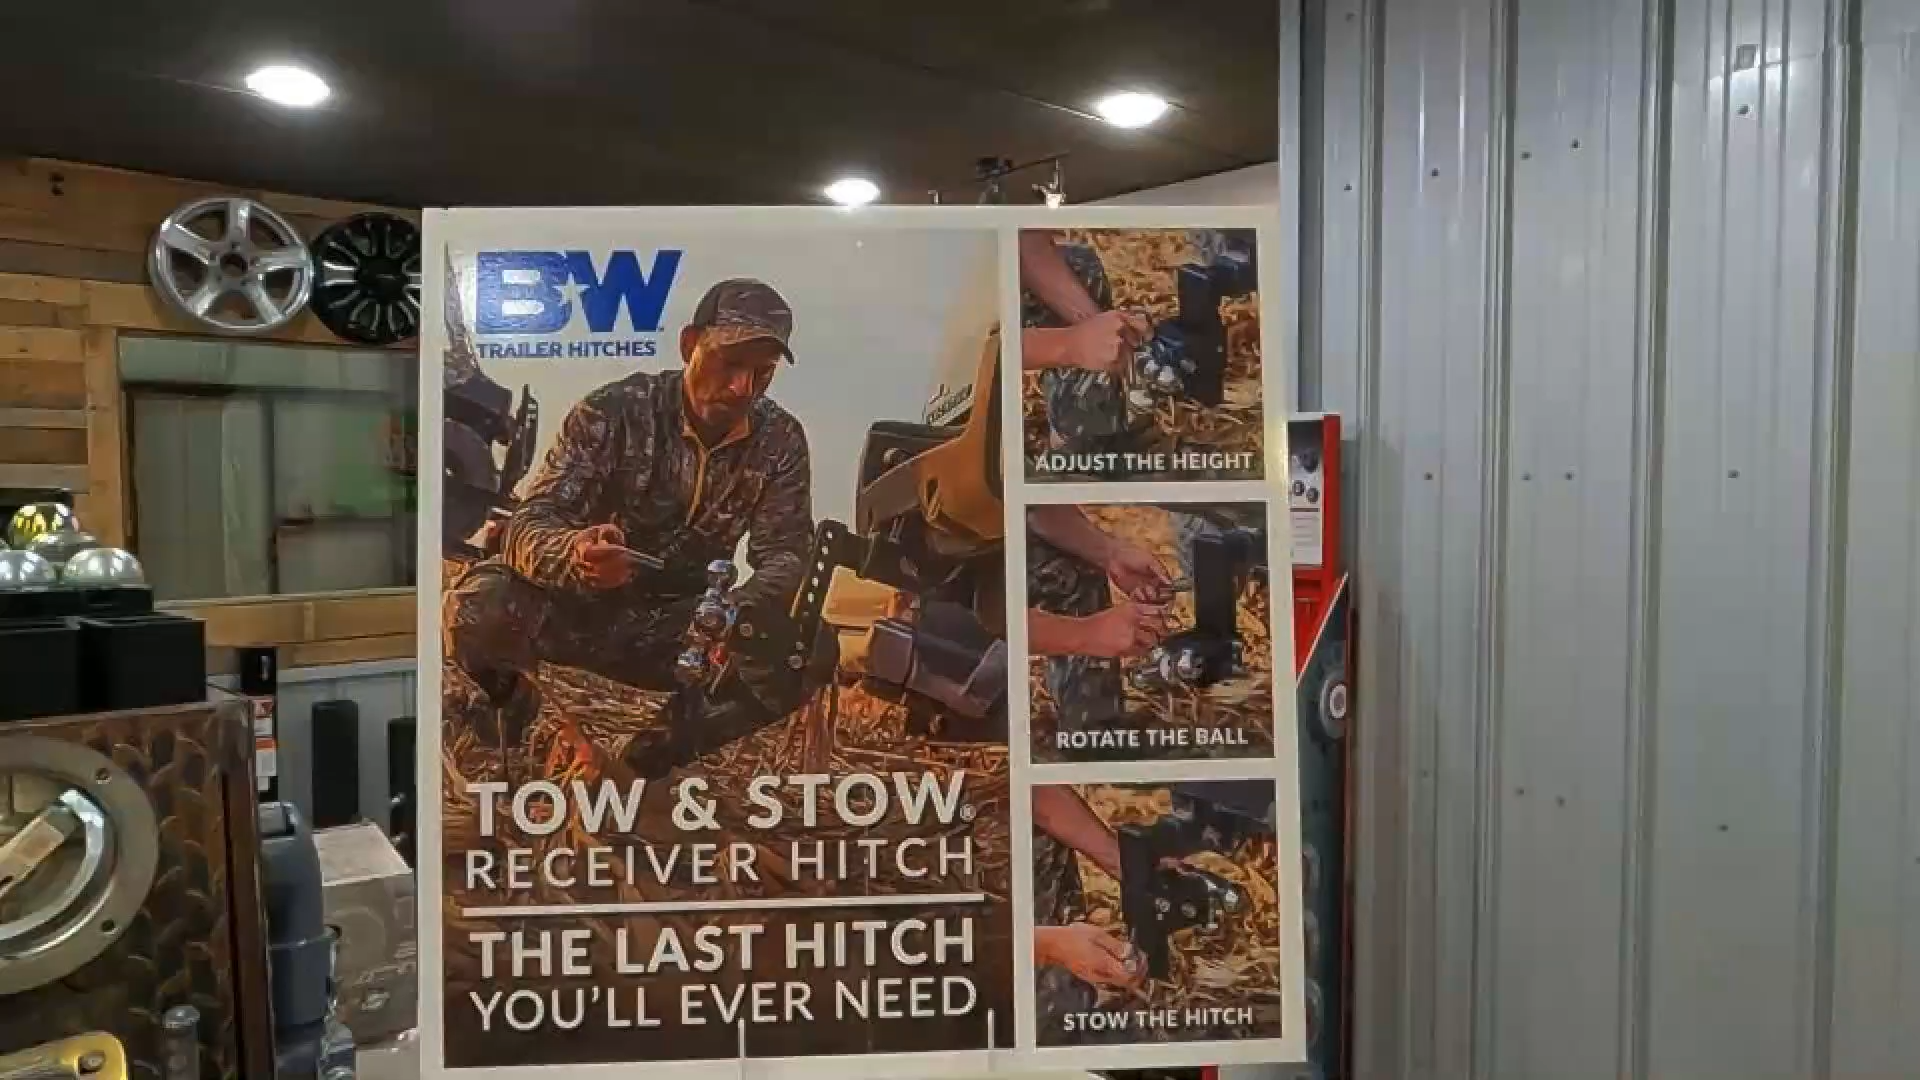 B★W
TRAILER HITCHES
TOW & STOW®
RECEIVER HITCH
THE LAST HITCH
YOU'LL EVER NEED
ADJUST THE HEIGHT
ROTATE THE BALL
STOW THE HITCH